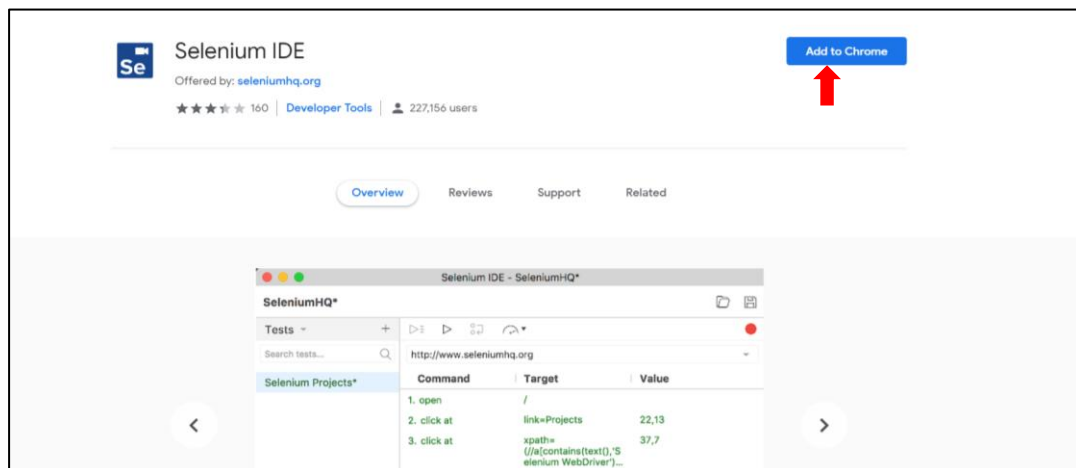 Se
Selenium IDE
Add to Chrome
Offered by: seleniumhq.org
160 Developer Tools 227,156 users
Overview Reviews Support Related
Selenium IDE - SeleniumHQ*
SeleniumHQ*
Tests
Search tests...
http://www.seleniumhq.org
Selenium Projects*
Command Target Value
1. open /
2. click at link=Projects 22,13
3. click at xpath= 37,7
(//a[contains(text(),'S
elenium WebDriver')...